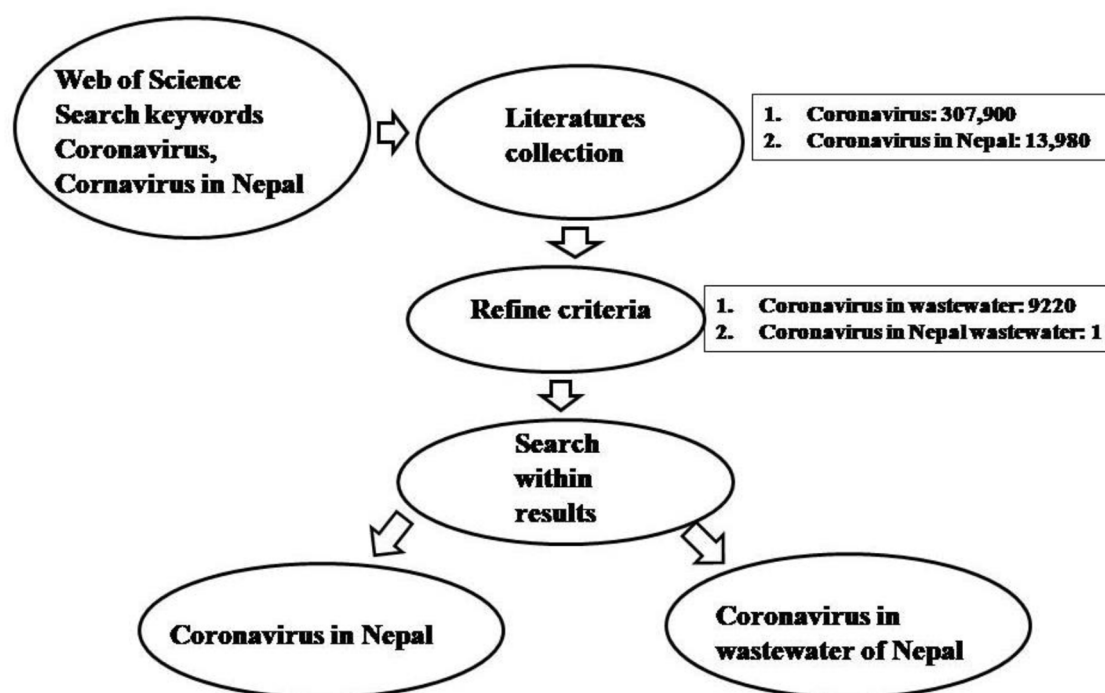 Web of Science
Search keywords
Coronavirus,
Cornavirus in Nepal
Literatures
collection
1. Coronavirus: 307,900
2. Coronavirus in Nepal: 13,980
Refine criteria
1. Coronavirus in wastewater: 9220
2. Coronavirus in Nepal wastewater: 1
Search
within
results
Coronavirus in Nepal
Coronavirus in
wastewater of Nepal